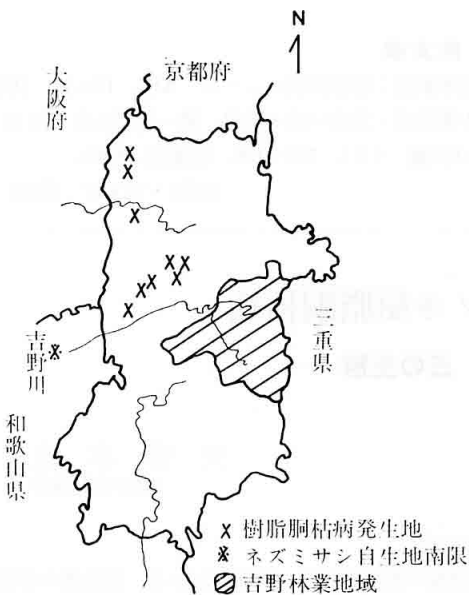 N
京都府
大阪府
三重県
吉野川
和歌山県
X 樹脂胴枯病発生地
※ ネズミサシ自生地南限
吉野林業地域